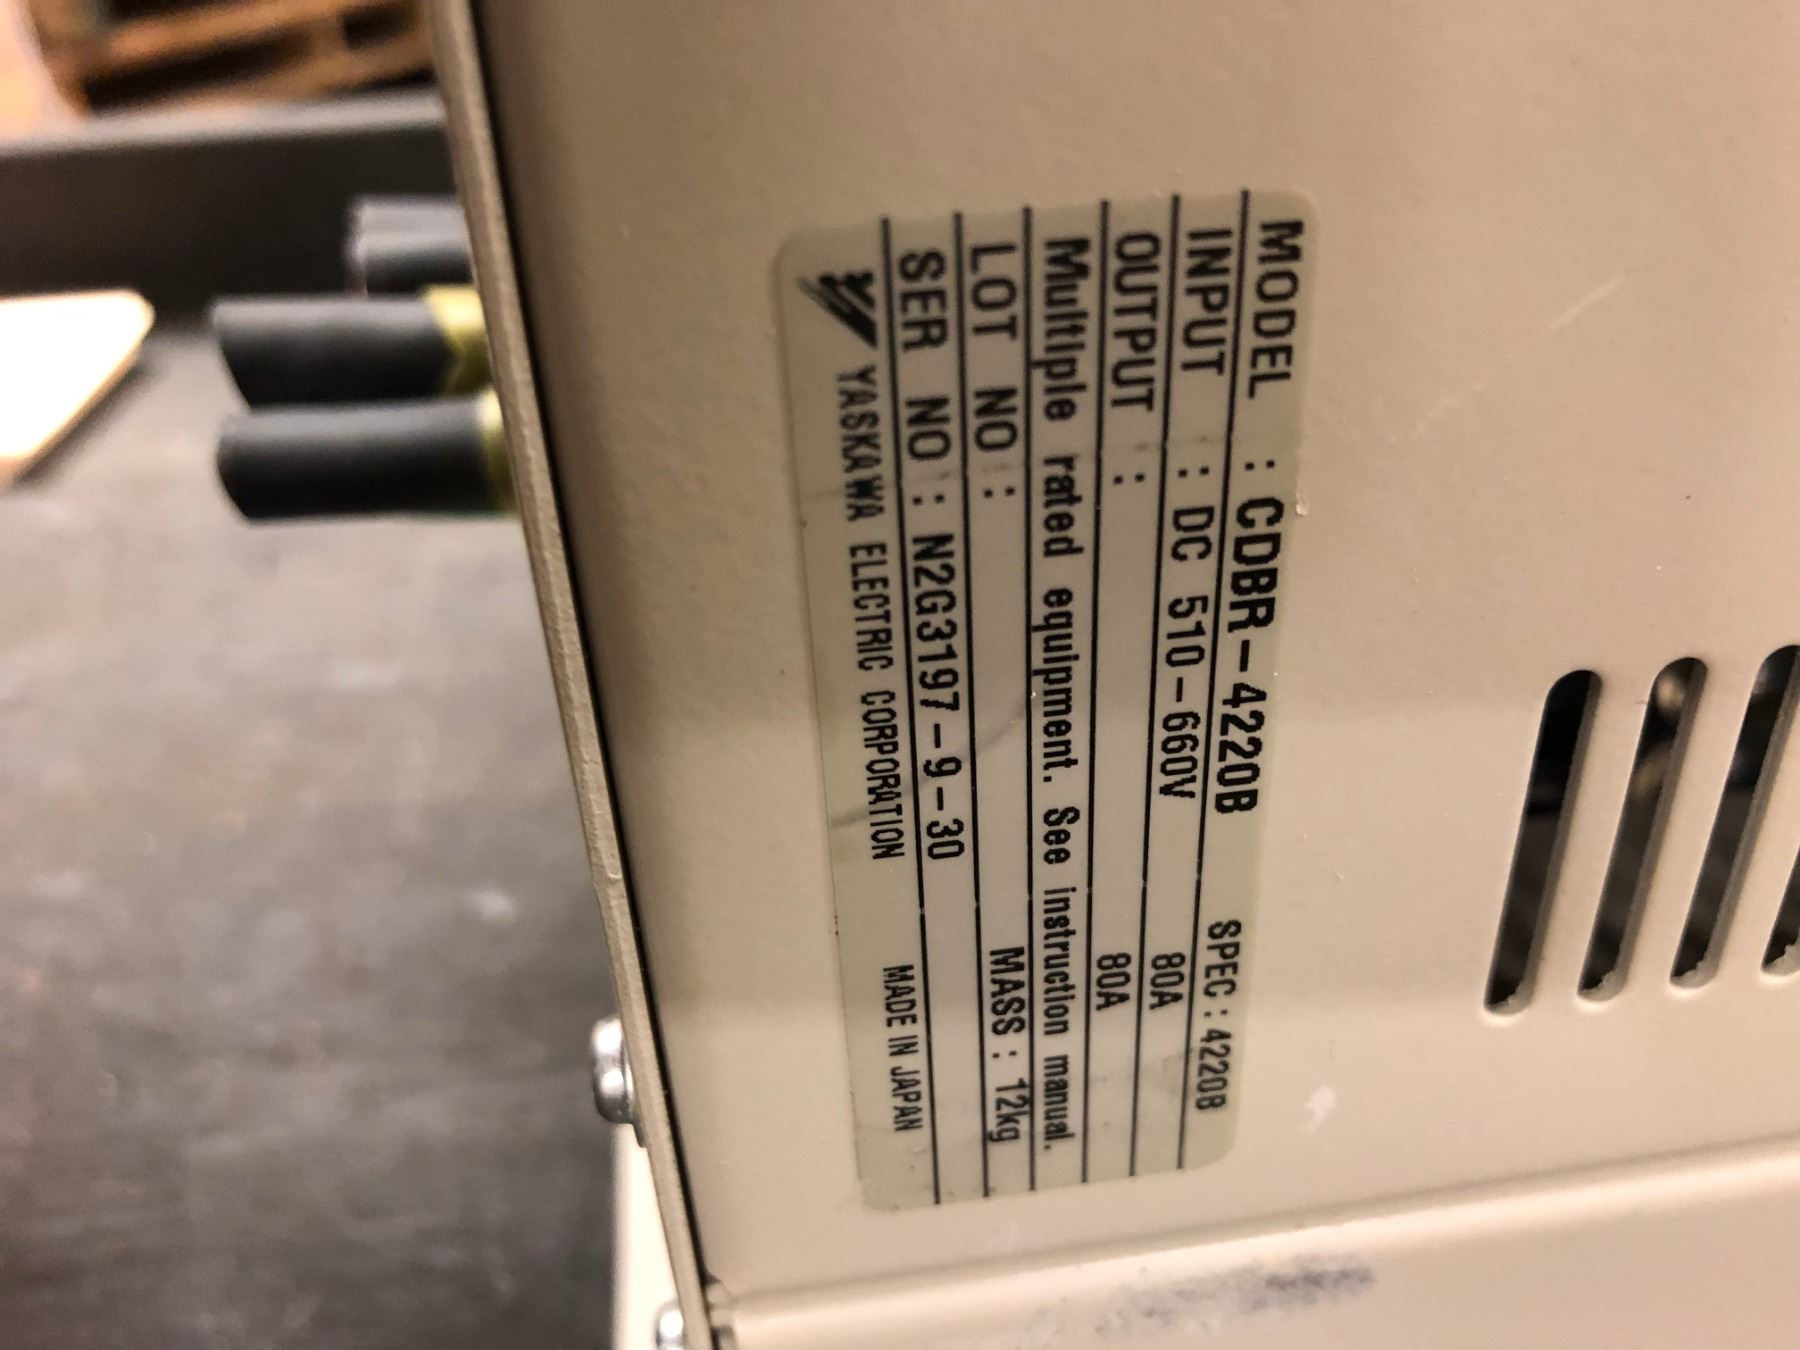 MODEL : CDBR-4220B SPEC: 4220B
INPUT : DC 510-660V 80A
OUTPUT : 80A
Multiple rated equipment. See instruction manual.
LOT NO : MASS : 12kg
SER NO : N2G3197-9-30
YASKAWA ELECTRIC CORPORATION MADE IN JAPAN